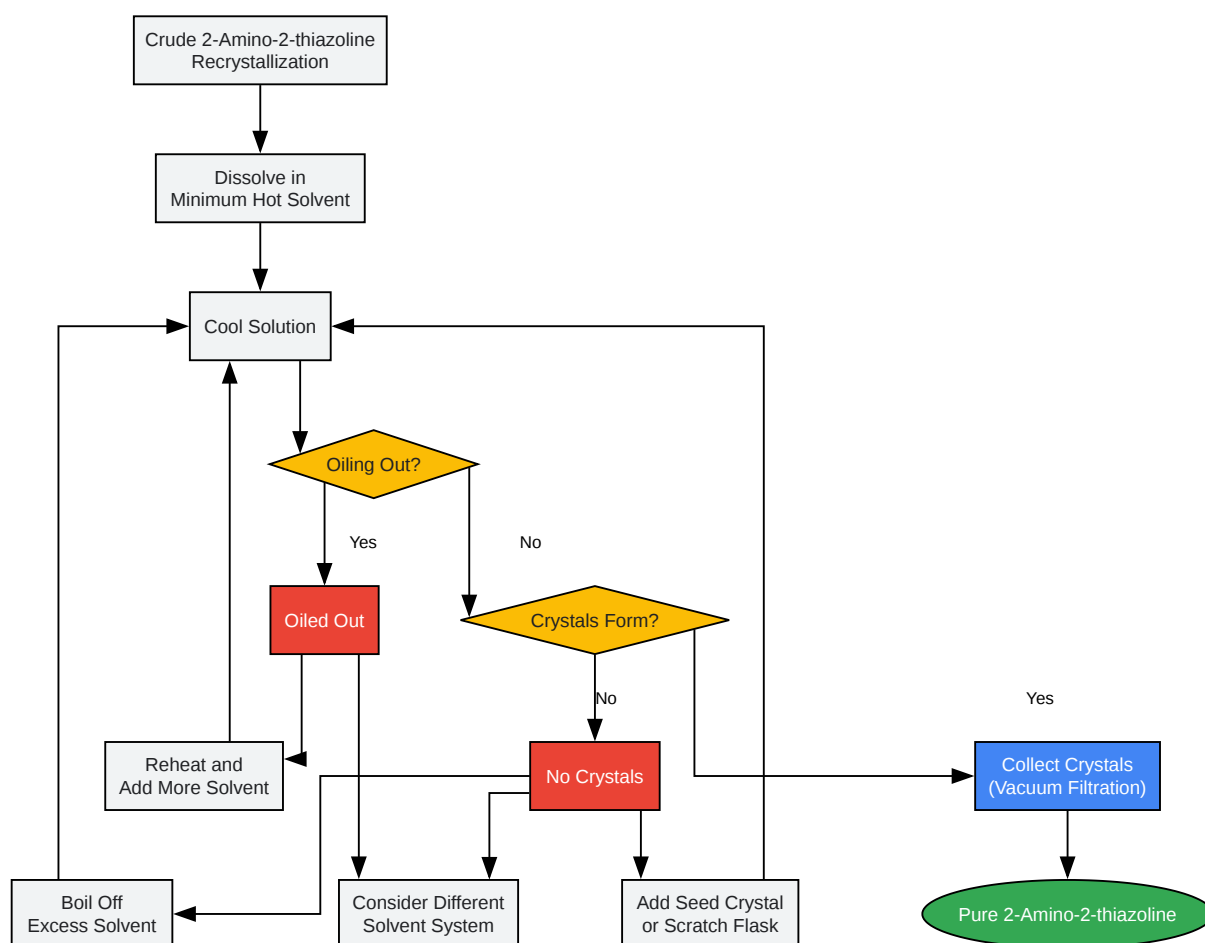 Crude 2-Amino-2-thiazoline
Recrystallization
Dissolve in
Minimum Hot Solvent
Cool Solution
Oiling Out?
Yes
No
Oiled Out
Crystals Form?
No
Yes
Reheat and
Add More Solvent
No Crystals
Collect Crystals
(Vacuum Filtration)
Boil Off
Excess Solvent
Consider Different
Solvent System
Add Seed Crystal
or Scratch Flask
Pure 2-Amino-2-thiazoline